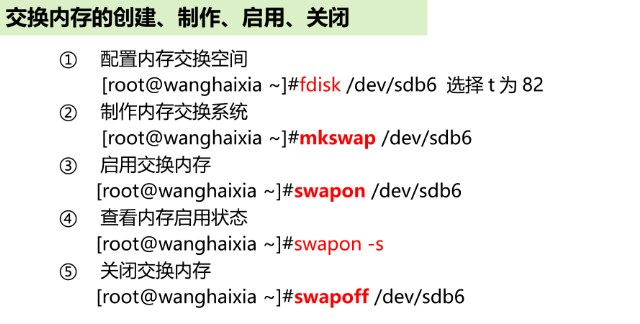 交换内存的创建、制作、启用、关闭
① 配置内存交换空间
[root@wanghaixia ~]#fdisk /dev/sdb6 选择 t 为 82
② 制作内存交换系统
[root@wanghaixia ~]#mkswap /dev/sdb6
③ 启用交换内存
[root@wanghaixia ~]#swapon /dev/sdb6
④ 查看内存启用状态
[root@wanghaixia ~]#swapon -s
⑤ 关闭交换内存
[root@wanghaixia ~]#swapoff /dev/sdb6